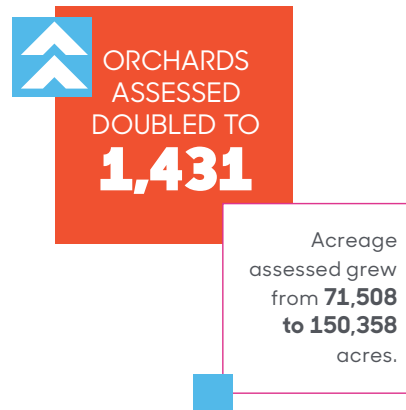 ORCHARDS
ASSESSED
DOUBLED TO
1,431
Acreage
assessed grew
from 71,508
to 150,358
acres.